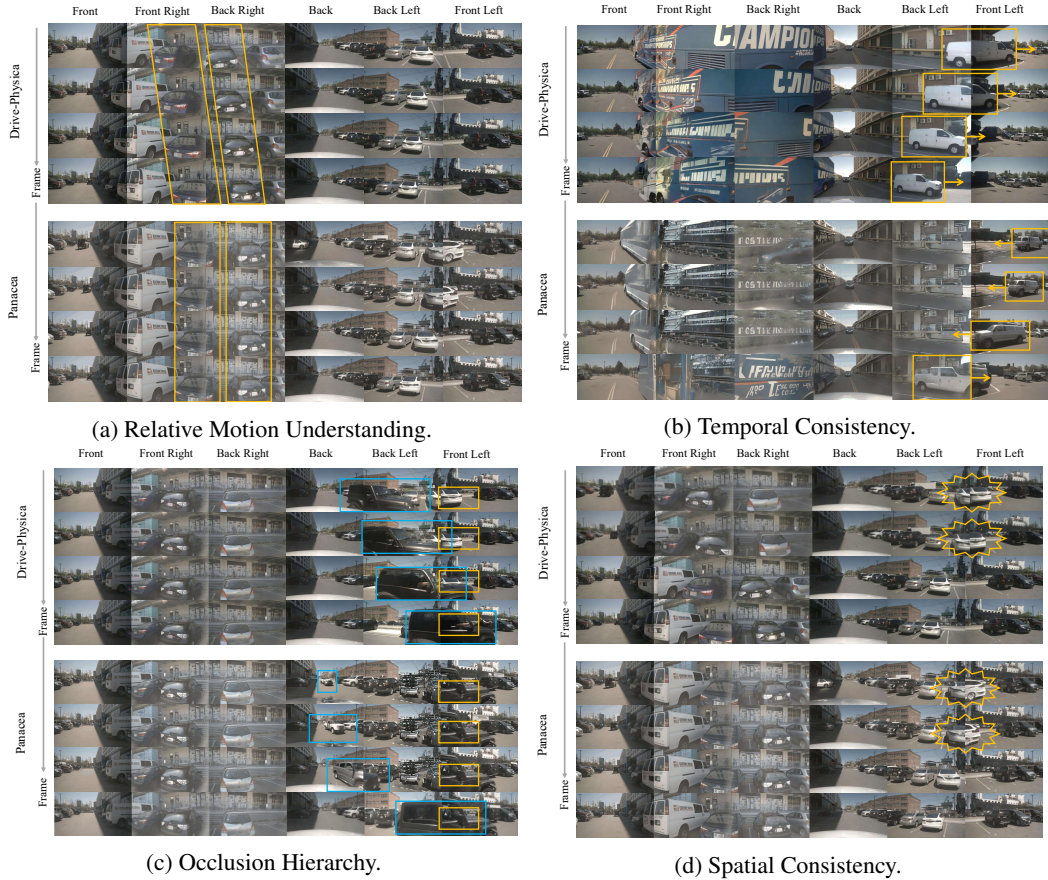 Front Front Right Back Right Back Back Left Front Left
Drive-Physica
Frame
Panacea
Frame
(a) Relative Motion Understanding.
Front Front Right Back Right Back Back Left Front Left
Drive-Physica
CHAMPIONS
Frame
Panacea
Frame
(b) Temporal Consistency.
Front Front Right Back Right Back Back Left Front Left
Drive-Physica
Frame
Panacea
Frame
(c) Occlusion Hierarchy.
Front Front Right Back Right Back Back Left Front Left
Drive-Physica
Frame
Panacea
Frame
(d) Spatial Consistency.